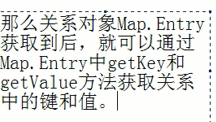 那么关系对象Map.Entry
获取到后，就可以通过
Map.Entry中getKey和
getValue方法获取关系
中的键和值。